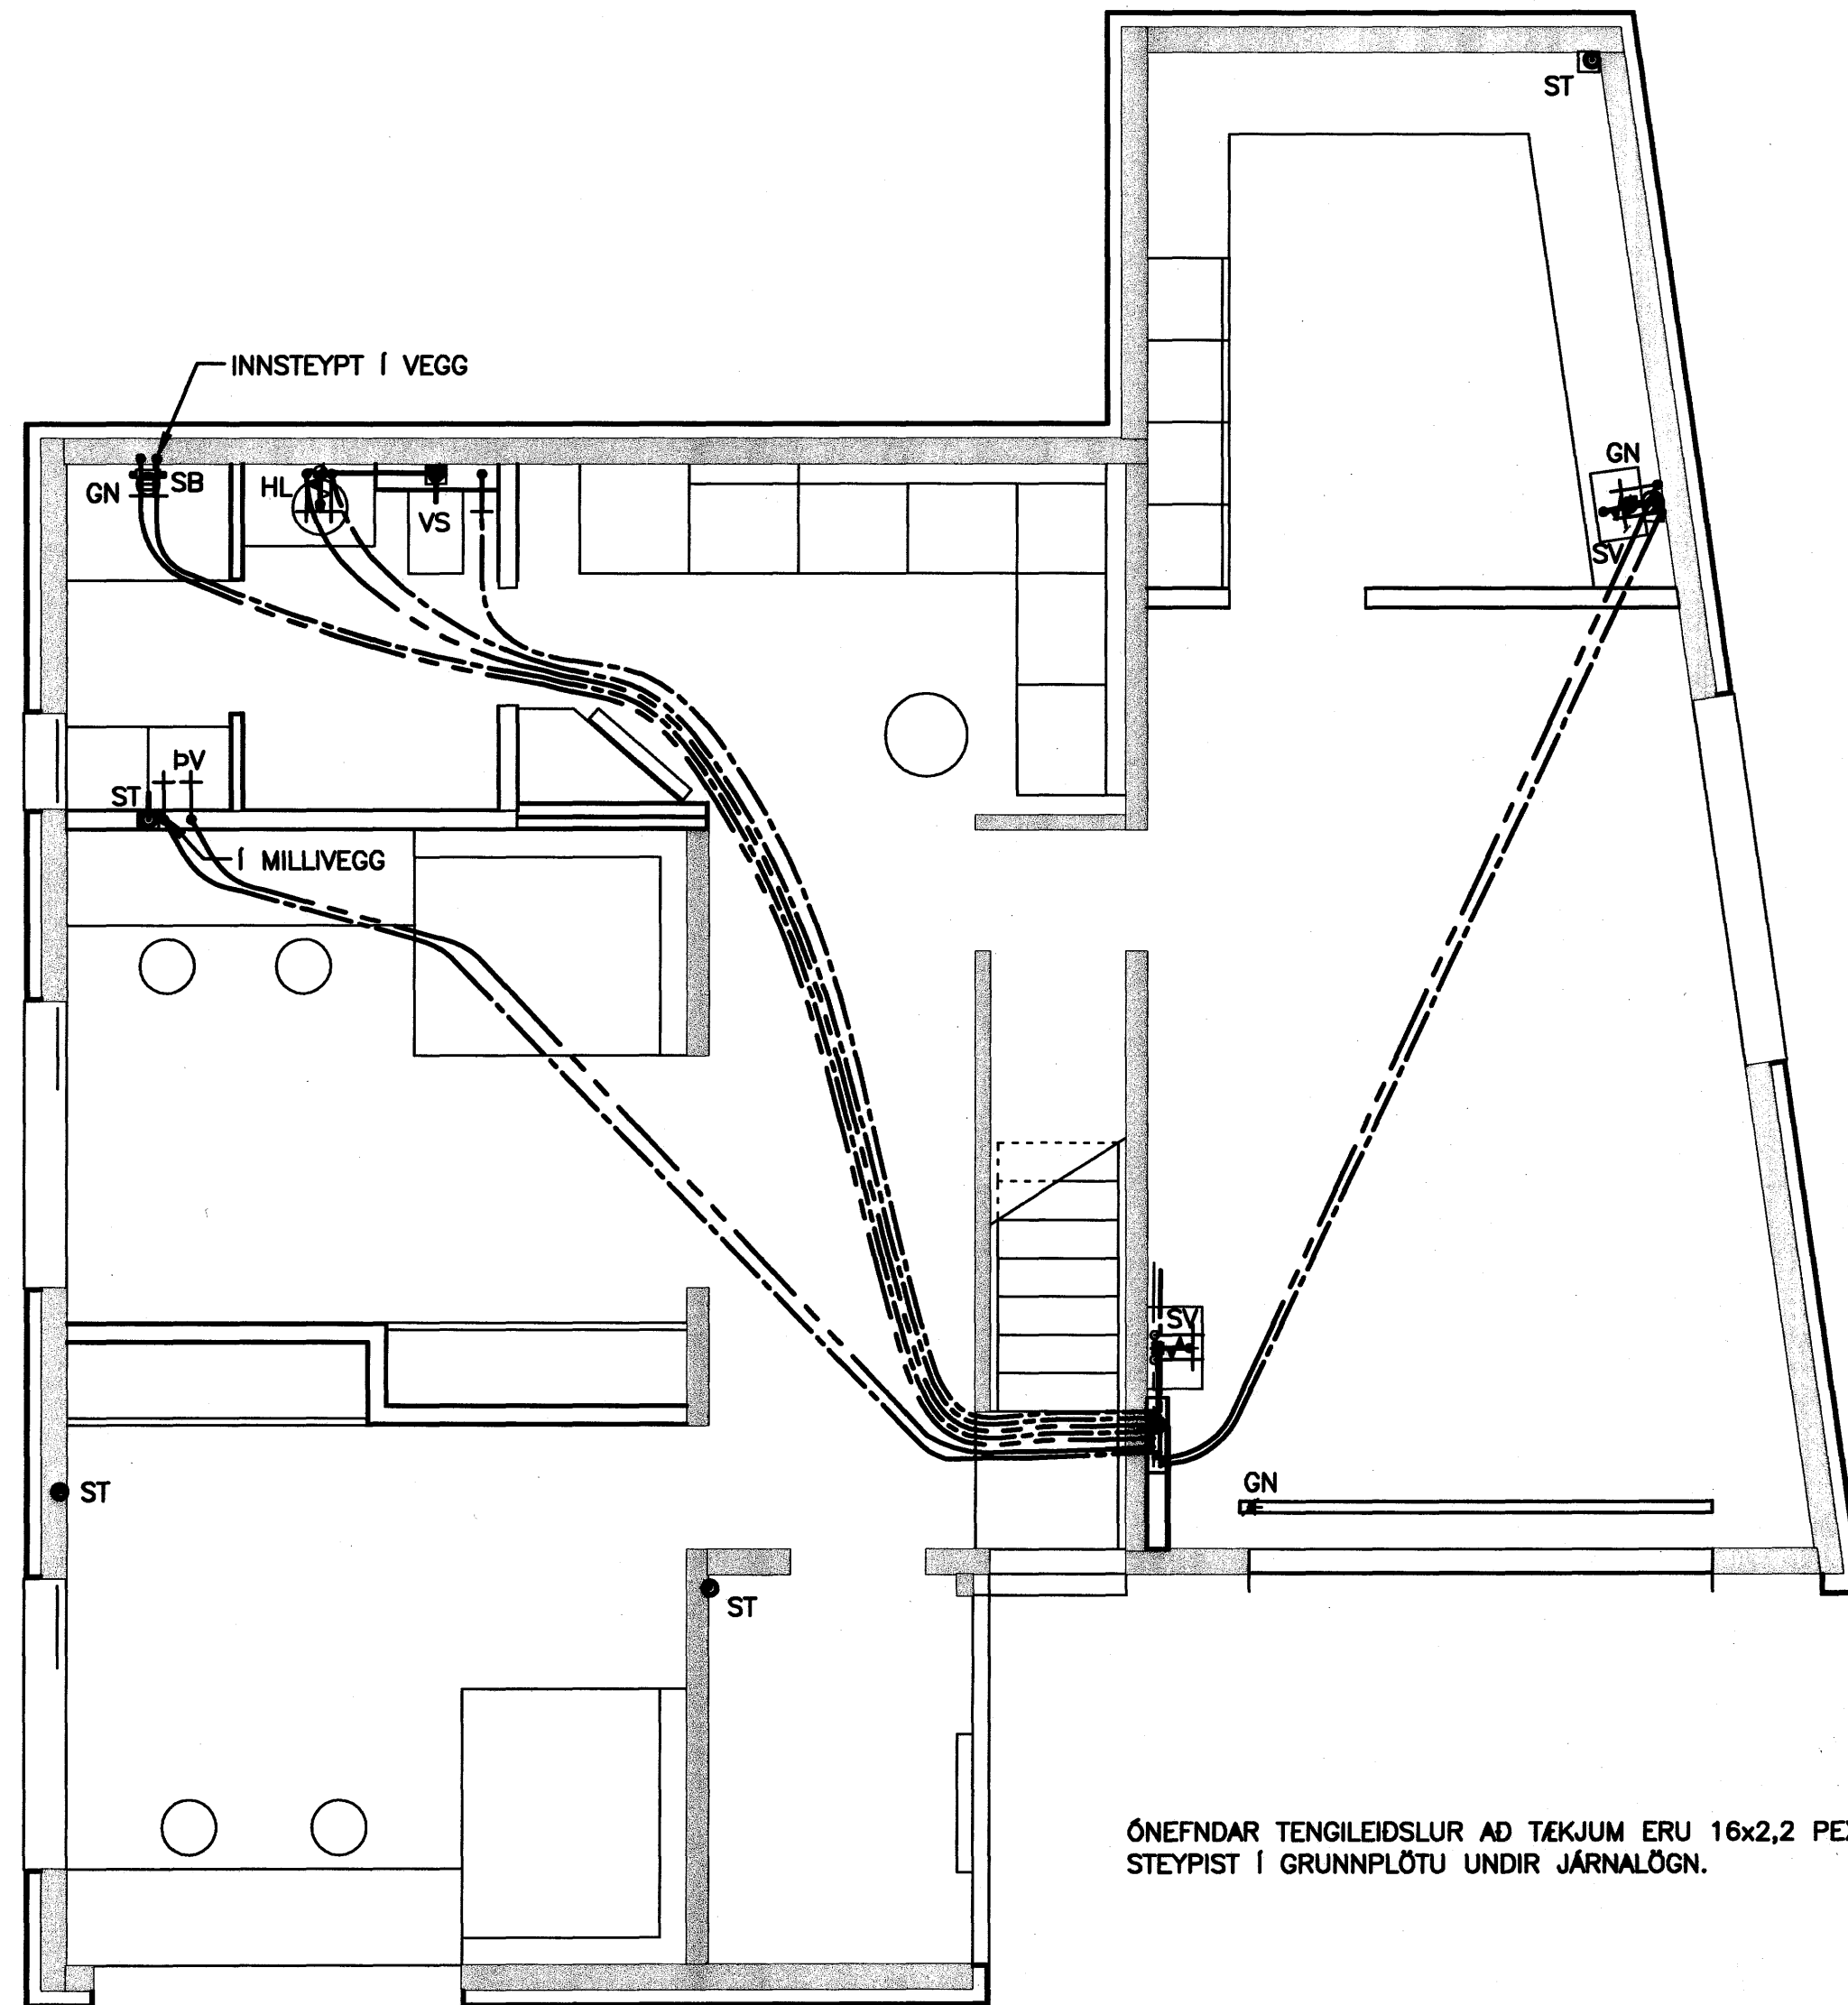 ST
INNSTEYPT Í VEGG
GN
GN SB
HL
VS
SV
ÞV
ST
Í MILLIVEGG
SV
GN
ST
ST
ÓNEFNDAR TENGILEIÐSLUR AÐ TÆKJUM ERU 16x2,2 PEX
STEYPIST Í GRUNNPLÖTU UNDIR JÁRNALÖGN.